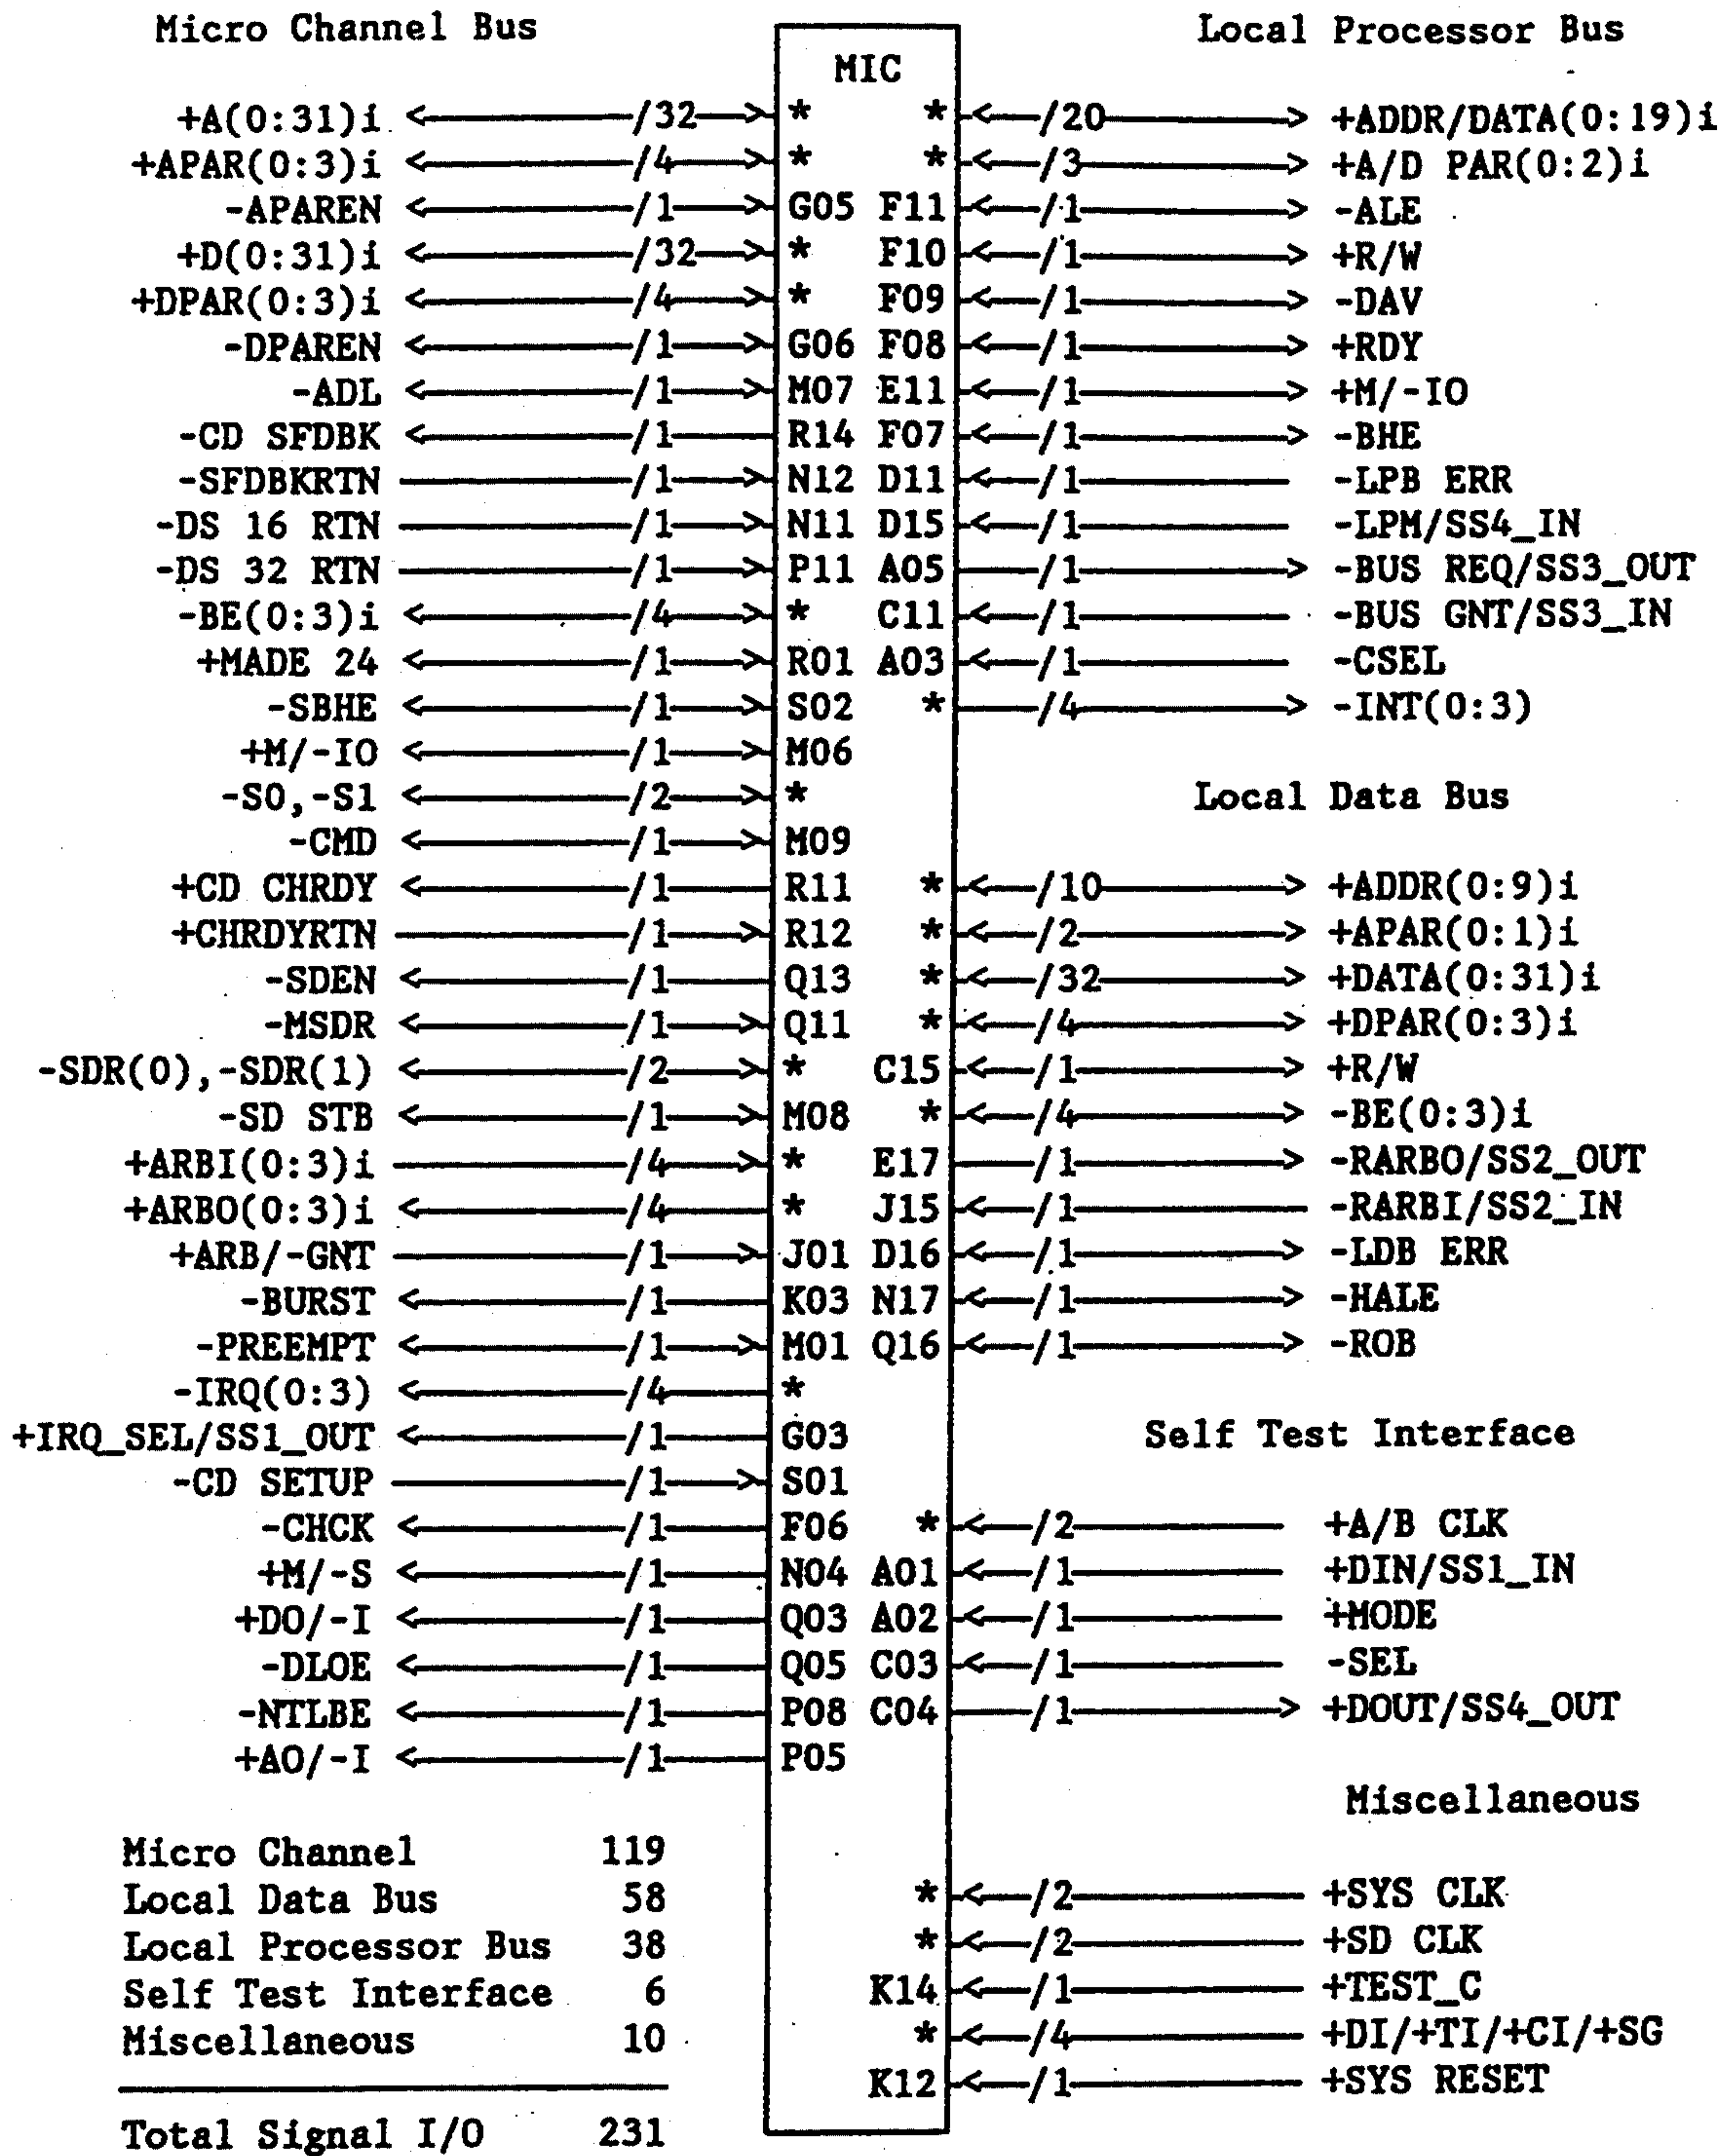 Micro Channel Bus
MIC
Local Processor Bus
+A(0:31)i /32 * * /20 +ADDR/DATA(0:19)i
+APAR(0:3)i /4 * * /3 +A/D PAR(0:2)i
-APAREN /1 G05 F11 /1 -ALE
+D(0:31)i /32 * F10 /1 +R/W
+DPAR(0:3)i /4 * F09 /1 -DAV
-DPAREN /1 G06 F08 /1 +RDY
-ADL /1 M07 E11 /1 +M/-IO
-CD SFDBK /1 R14 F07 /1 -BHE
-SFDBKRTN /1 N12 D11 /1 -LPB ERR
-DS 16 RTN /1 N11 D15 /1 -LPM/SS4_IN
-DS 32 RTN /1 P11 A05 /1 -BUS REQ/SS3_OUT
-BE(0:3)i /4 * C11 /1 -BUS GNT/SS3_IN
+MADE 24 /1 R01 A03 /1 -CSEL
-SBHE /1 S02 * /4 -INT(0:3)
+M/-IO /1 M06
-S0,-S1 /2 *
Local Data Bus
-CMD /1 M09
+CD CHRDY /1 R11 * /10 +ADDR(0:9)i
+CHRDYRTN /1 R12 * /2 +APAR(0:1)i
-SDEN /1 Q13 * /32 +DATA(0:31)i
-MSDR /1 Q11 * /4 +DPAR(0:3)i
-SDR(0),-SDR(1) /2 * C15 /1 +R/W
-SD STB /1 M08 * /4 -BE(0:3)i
+ARBI(0:3)i /4 * E17 /1 -RARBO/SS2_OUT
+ARBO(0:3)i /4 * J15 /1 -RARBI/SS2_IN
+ARB/-GNT /1 J01 D16 /1 -LDB ERR
-BURST /1 K03 N17 /1 -HALE
-PREEMPT /1 M01 Q16 /1 -ROB
-IRQ(0:3) /4 *
+IRQ_SEL/SS1_OUT /1 G03
Self Test Interface
-CD SETUP /1 S01
-CHCK /1 F06 * /2 +A/B CLK
+M/-S /1 N04 A01 /1 +DIN/SS1_IN
+DO/-I /1 Q03 A02 /1 +MODE
-DLOE /1 Q05 C03 /1 -SEL
-NTLBE /1 P08 C04 /1 +DOUT/SS4_OUT
+AO/-I /1 P05
Miscellaneous
Micro Channel 119
Local Data Bus 58
Local Processor Bus 38
Self Test Interface 6
Miscellaneous 10
Total Signal I/O 231
* /2 +SYS CLK
* /2 +SD CLK
K14 /1 +TEST_C
* /4 +DI/+TI/+CI/+SG
K12 /1 +SYS RESET